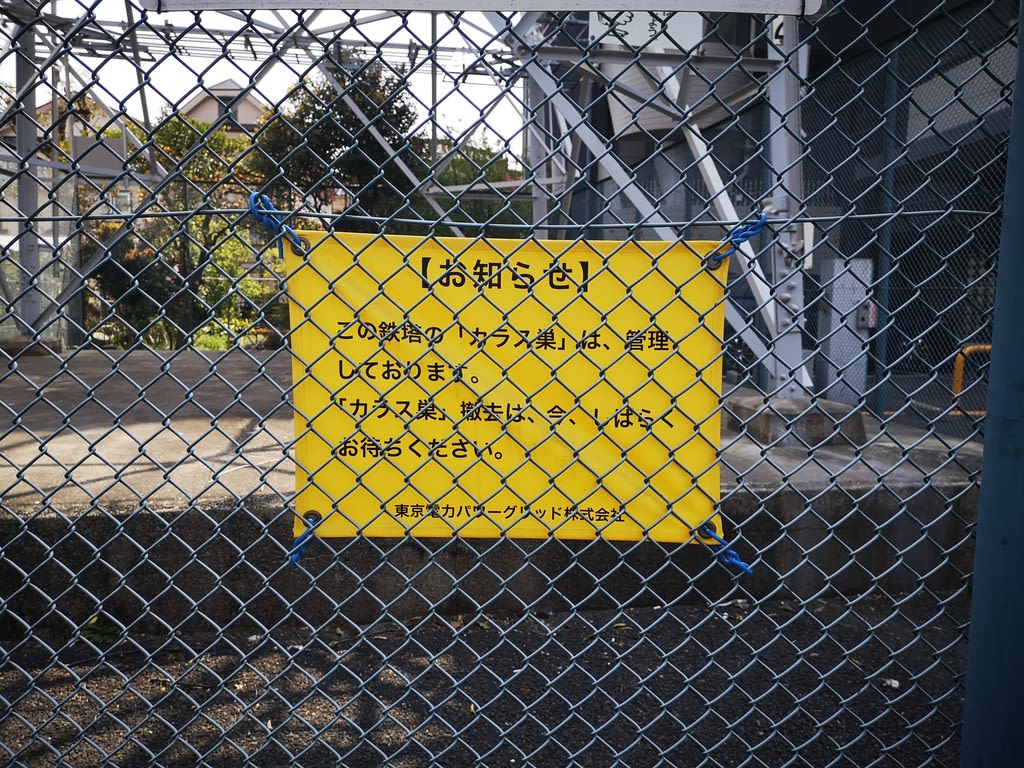 【お知らせ】
この鉄塔の「カラス巣」は、管理
しております。
「カラス巣」撤去は、今、しばらく
お待ちください。
東京電力パワーグリッド株式会社